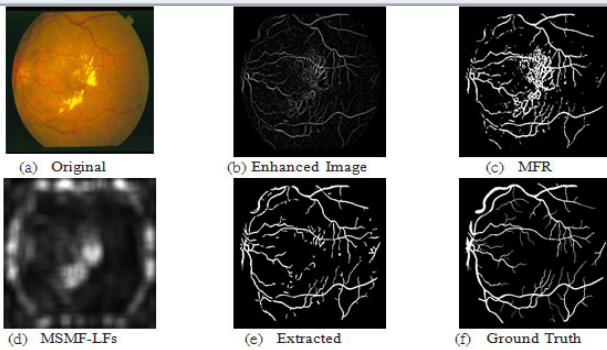 (a) Original
(b) Enhanced Image
(c) MFR
(d) MSMF-LFs
(e) Extracted
(f) Ground Truth